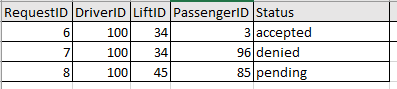 RequestID DriverID LiftID PassengerID Status
6 100 34 3 accepted
7 100 34 96 denied
8 100 45 85 pending